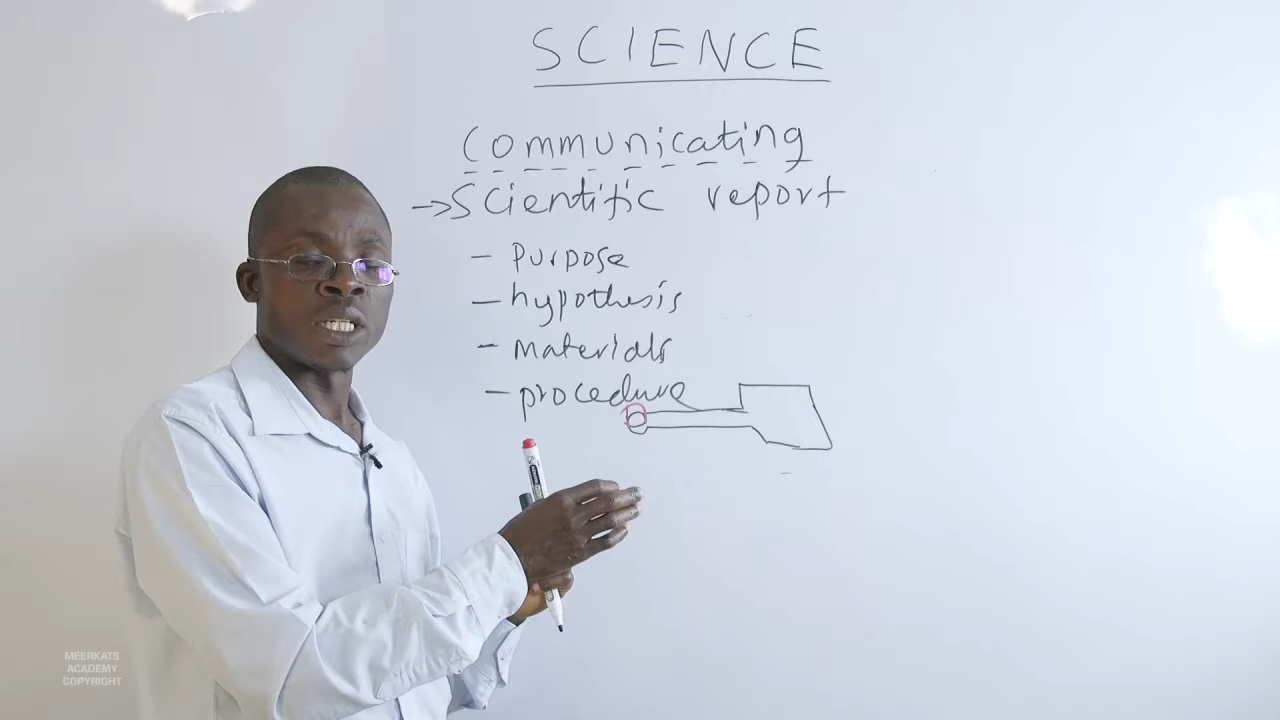 SCIENCE
Communicating
→Scientific report
- Purpose
- hypothesis
- materials
- procedure
MEERKATS
ACADEMY
COPYRIGHT